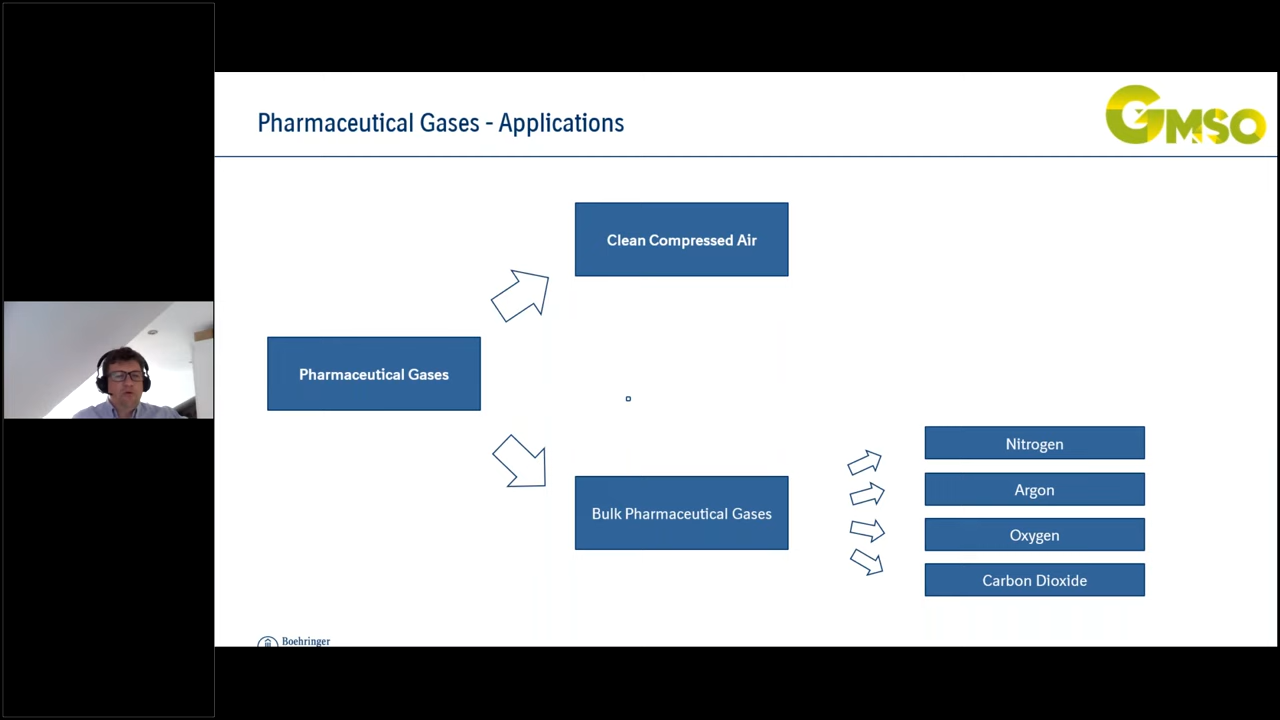 Pharmaceutical Gases - Applications
GMSO
Clean Compressed Air
Pharmaceutical Gases
Bulk Pharmaceutical Gases
Nitrogen
Argon
Oxygen
Carbon Dioxide
Boehringer